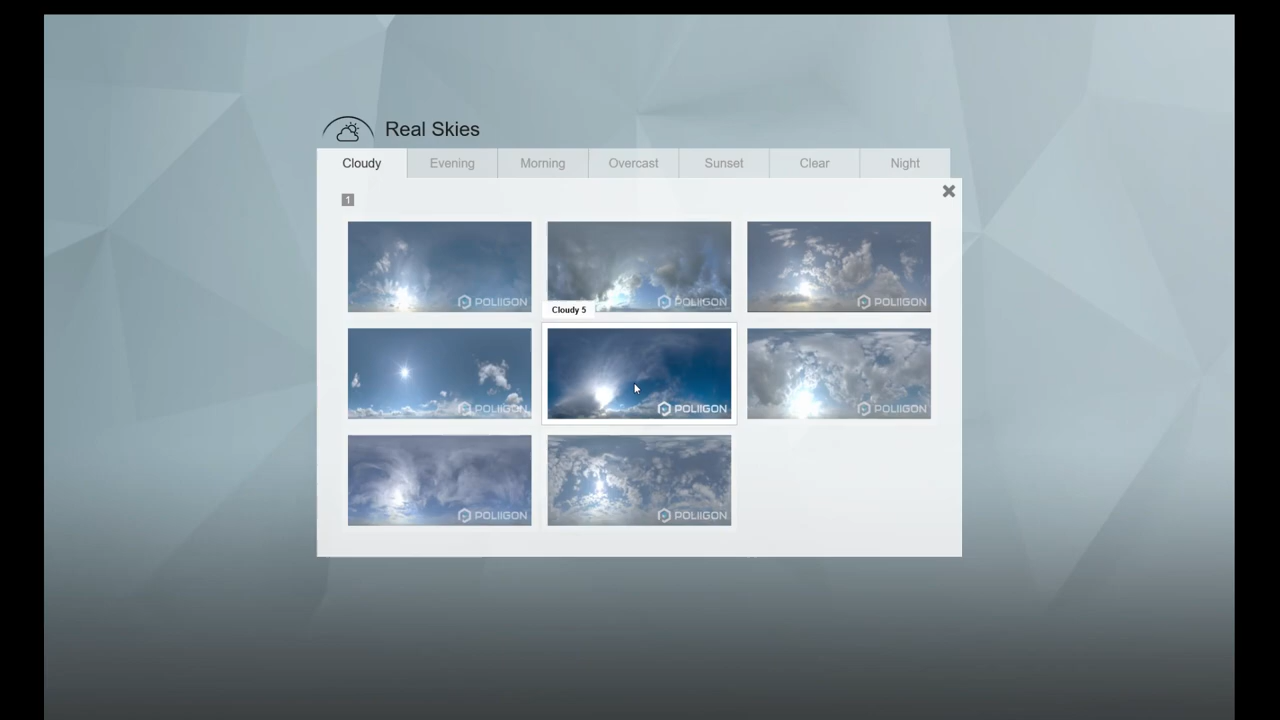 Real Skies
Cloudy Evening Morning Overcast Sunset Clear Night
1
POLIIGON POLIIGON POLIIGON
Cloudy 5
POLIIGON POLIIGON POLIIGON
POLIIGON POLIIGON